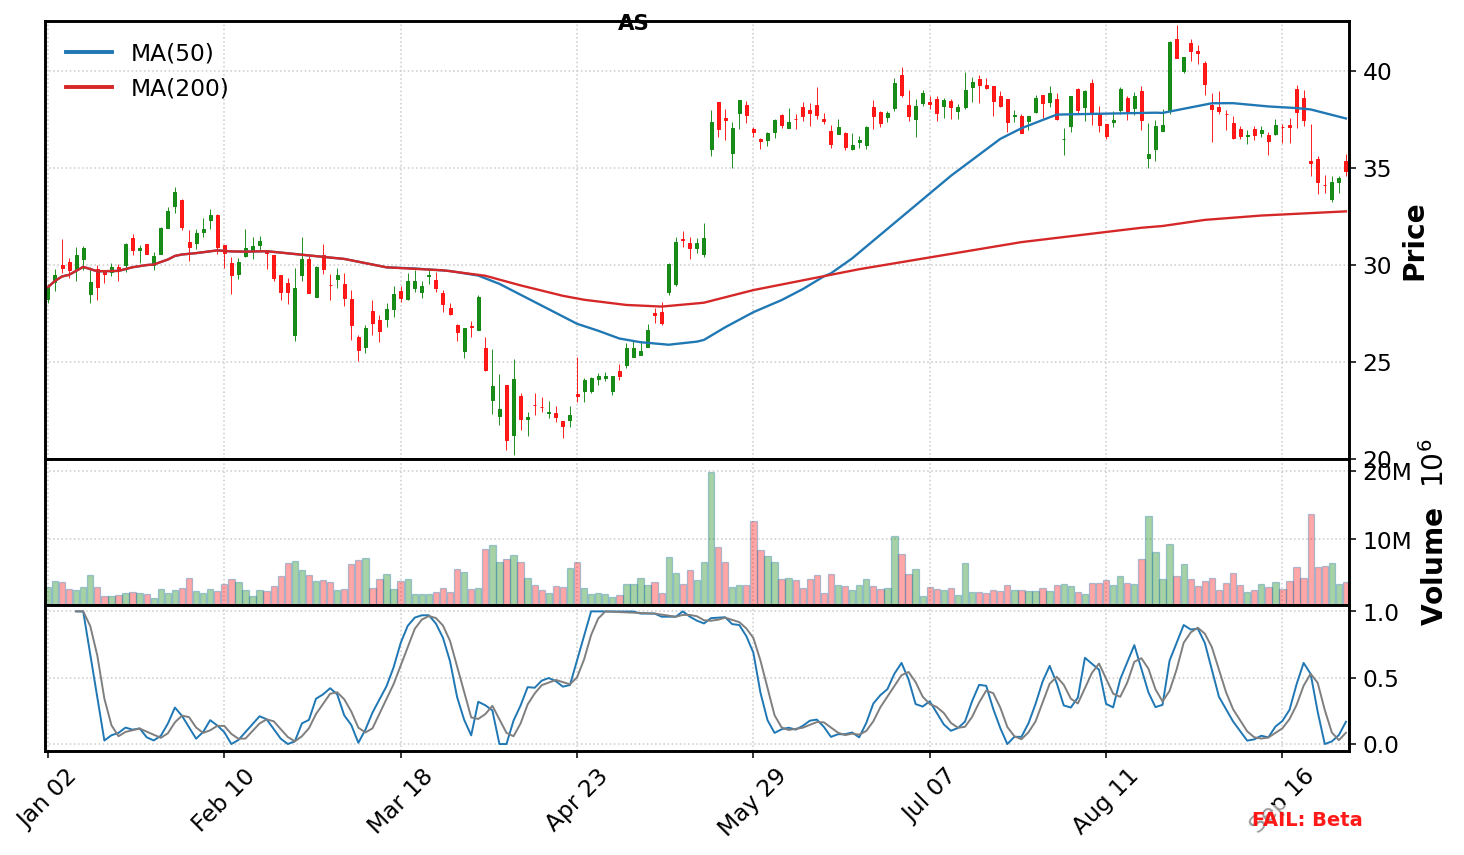 AS
MA(50)
MA(200)
40
35
30
25
20
Price
20M
10M
Volume 10^6
1.0
0.5
0.0
Jan 02
Feb 10
Mar 18
Apr 23
May 29
Jul 07
Aug 11
Sep 16
FAIL: Beta